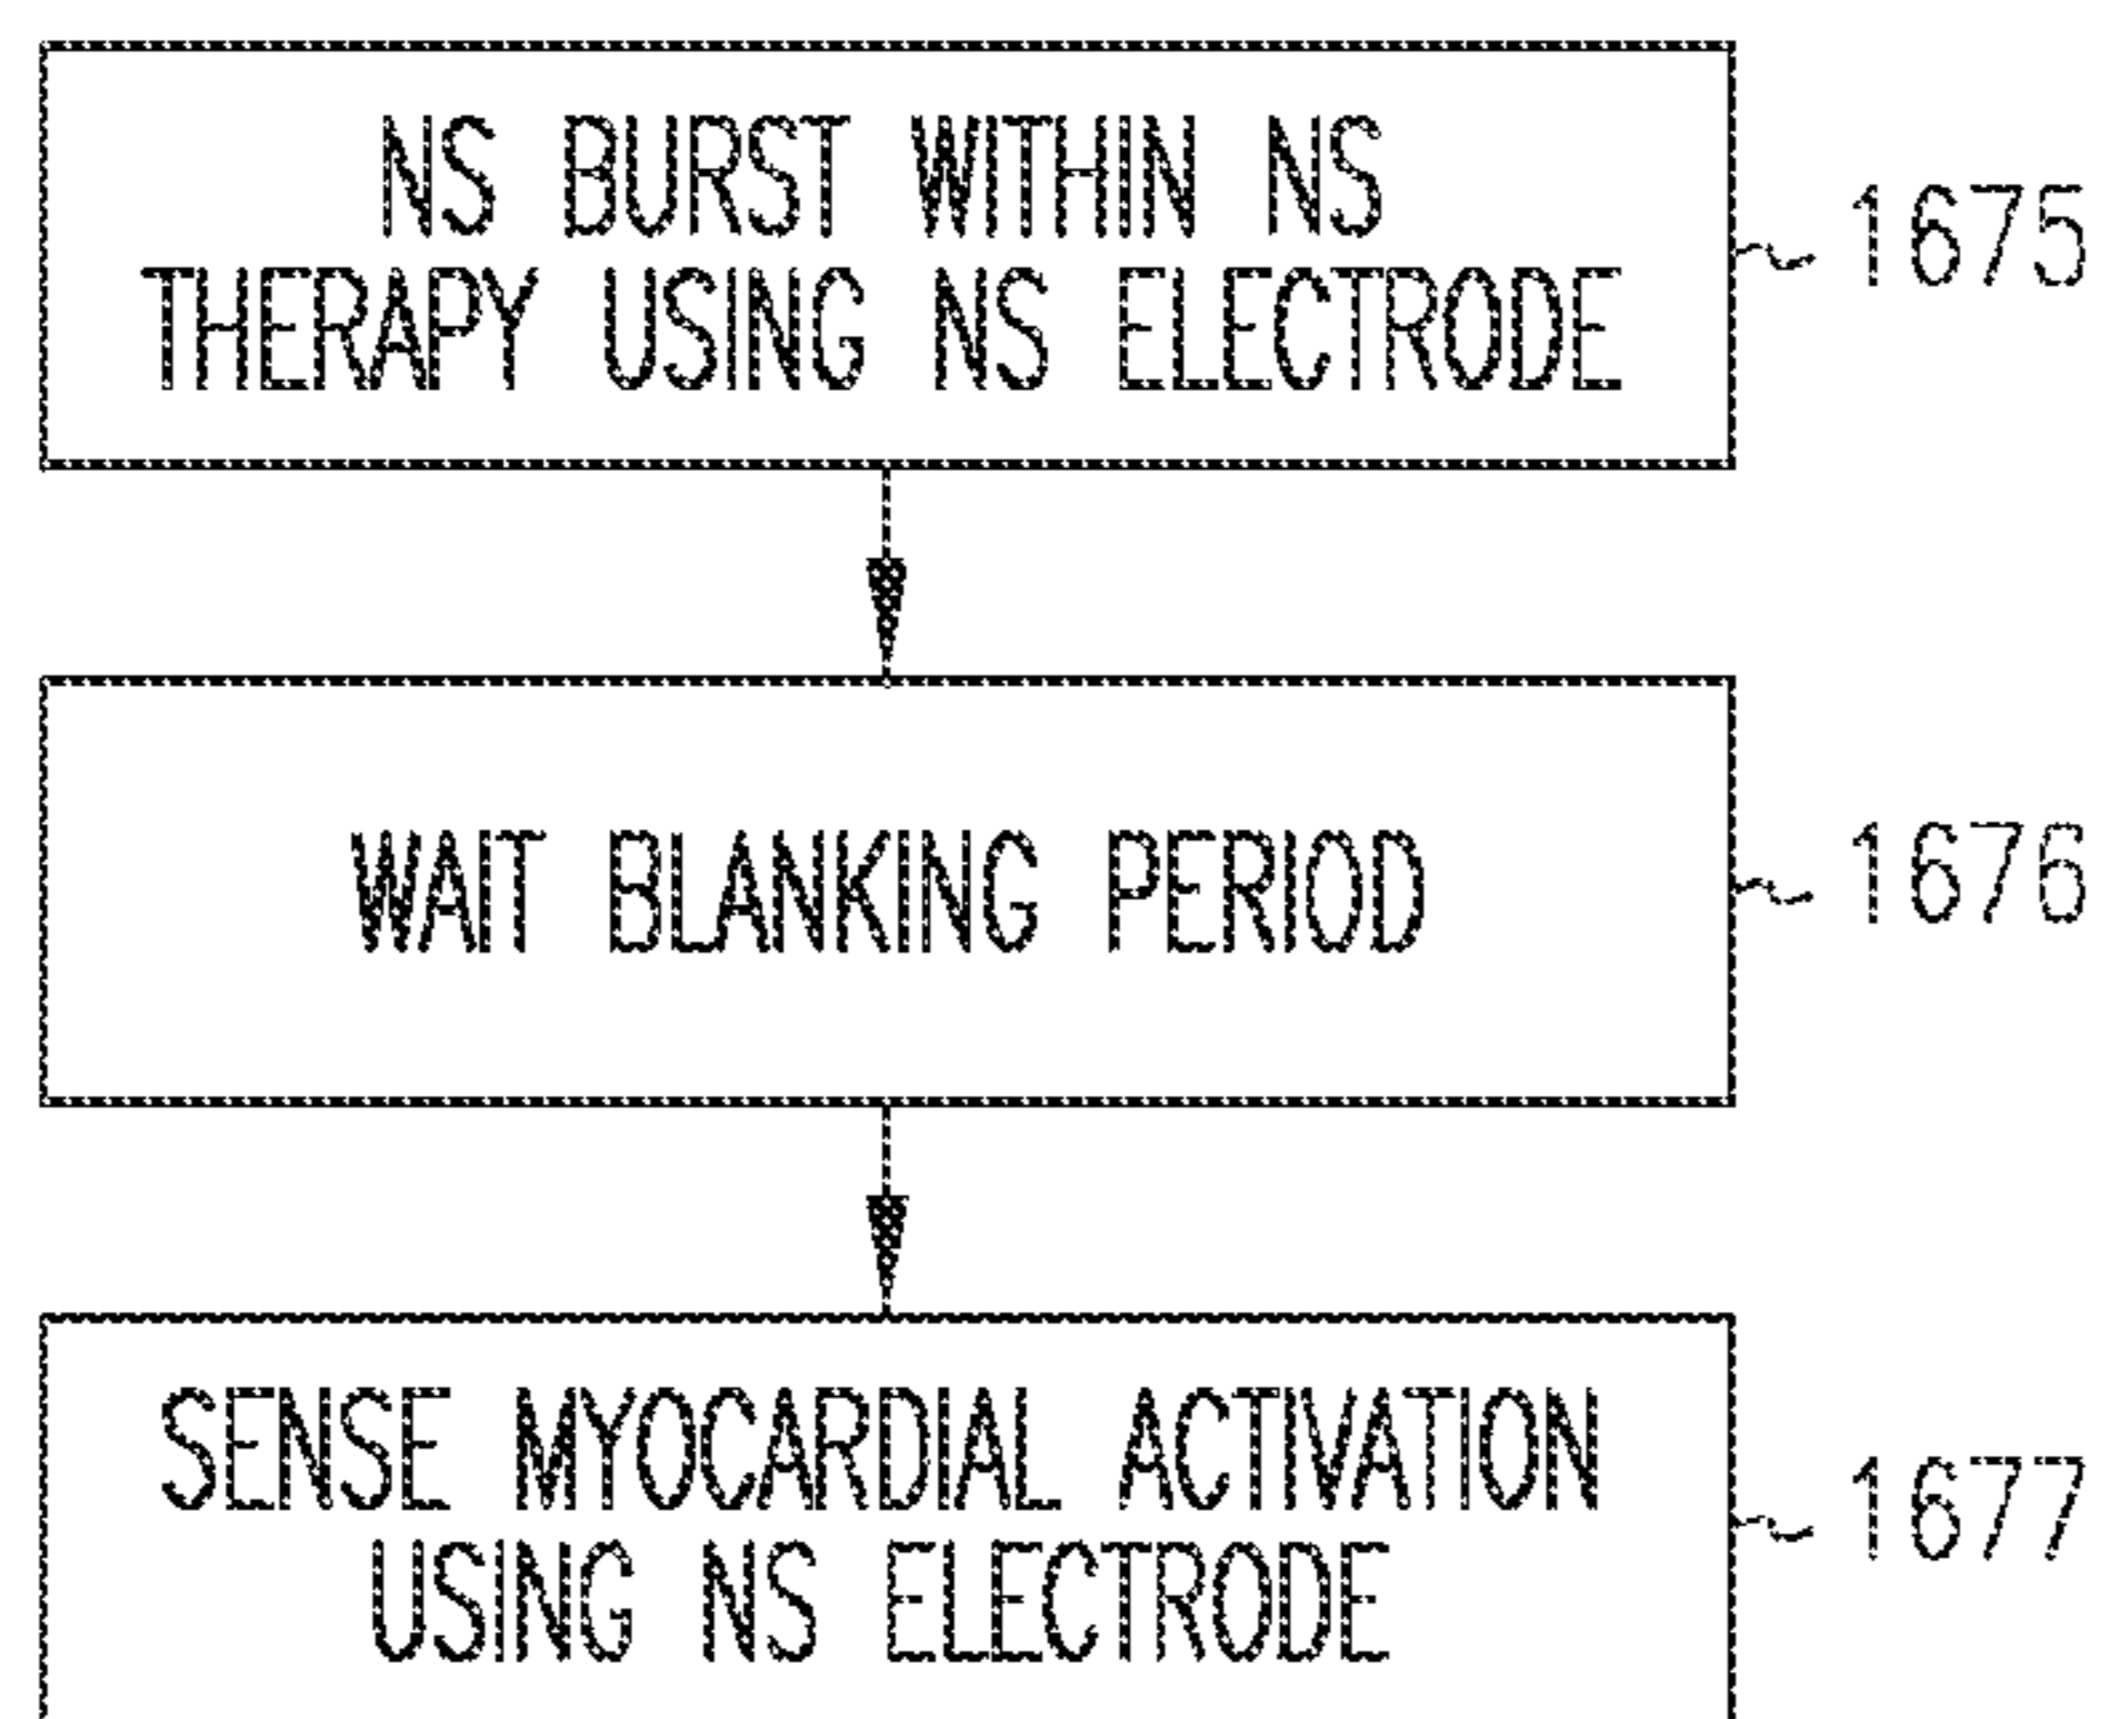 NS BURST WITHIN NS
THERAPY USING NS ELECTRODE
1675
WAIT BLANKING PERIOD
1676
SENSE MYOCARDIAL ACTIVATION
USING NS ELECTRODE
1677